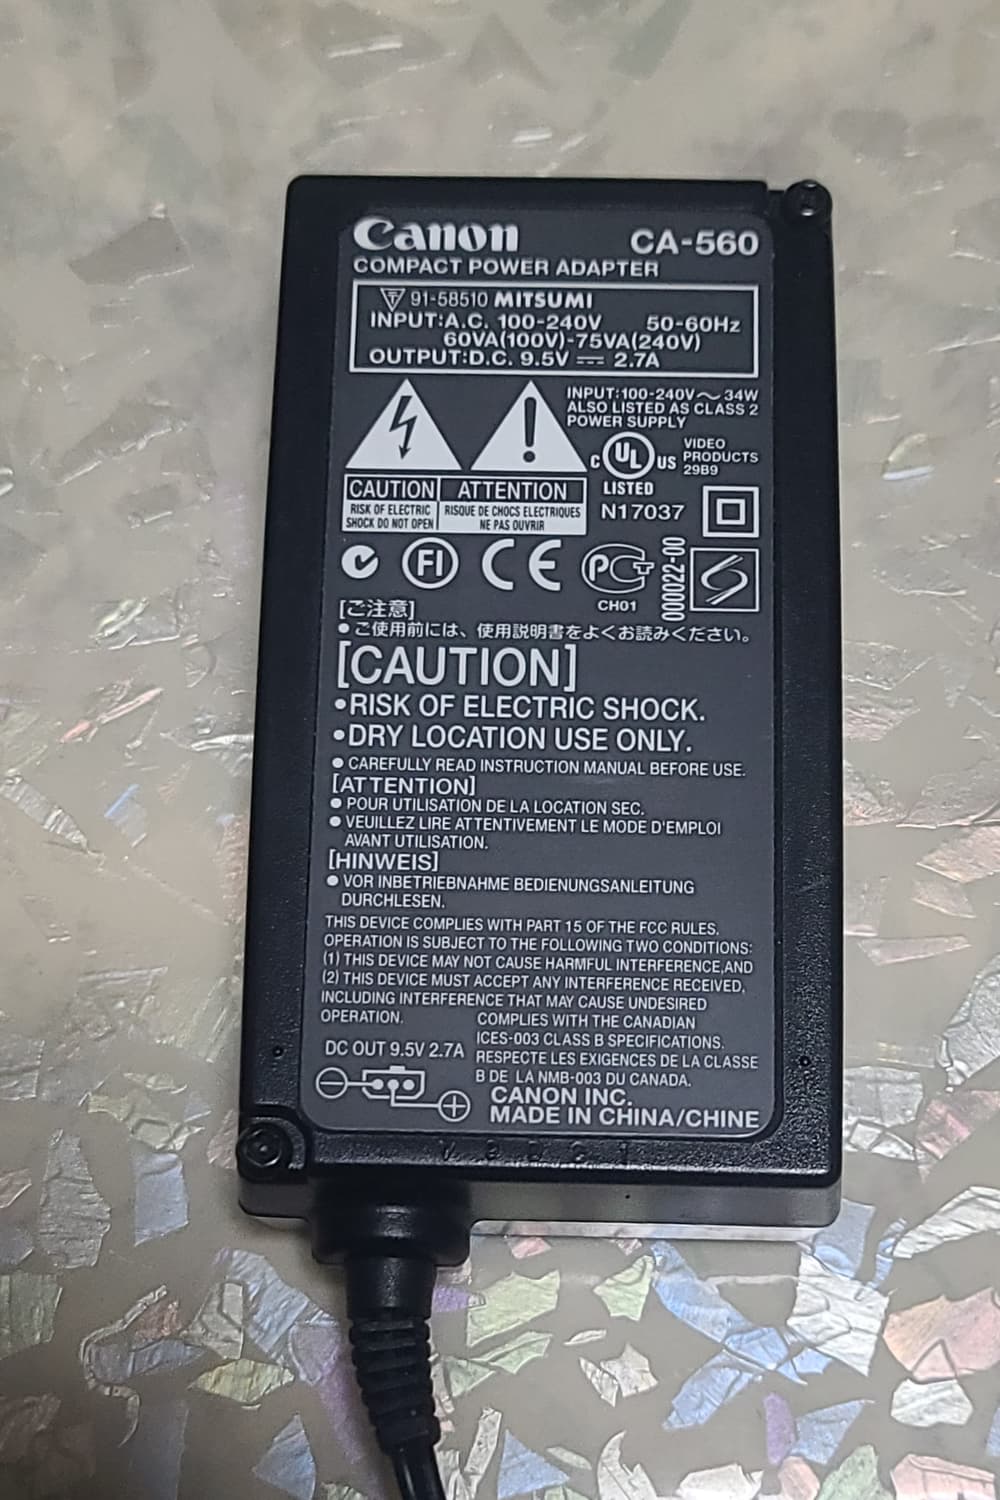 Canon CA-560
COMPACT POWER ADAPTER
T 91-58510 MITSUMI
INPUT:A.C. 100-240V 50-60Hz
60VA(100V)-75VA(240V)
OUTPUT:D.C. 9.5V ⎓ 2.7A
INPUT:100-240V～ 34W
ALSO LISTED AS CLASS 2
POWER SUPPLY
C UL US
LISTED
VIDEO
PRODUCTS
29B9
N17037
CAUTION
RISK OF ELECTRIC
SHOCK DO NOT OPEN
ATTENTION
RISQUE DE CHOCS ELECTRIQUES
NE PAS OUVRIR
FI CE PCT
CH01
000022-00
[ご注意]
●ご使用前には、使用説明書をよくお読みください。
[CAUTION]
•RISK OF ELECTRIC SHOCK.
•DRY LOCATION USE ONLY.
● CAREFULLY READ INSTRUCTION MANUAL BEFORE USE.
[ATTENTION]
● POUR UTILISATION DE LA LOCATION SEC.
● VEUILLEZ LIRE ATTENTIVEMENT LE MODE D'EMPLOI
AVANT UTILISATION.
[HINWEIS]
● VOR INBETRIEBNAHME BEDIENUNGSANLEITUNG
DURCHLESEN.
THIS DEVICE COMPLIES WITH PART 15 OF THE FCC RULES.
OPERATION IS SUBJECT TO THE FOLLOWING TWO CONDITIONS:
(1) THIS DEVICE MAY NOT CAUSE HARMFUL INTERFERENCE,AND
(2) THIS DEVICE MUST ACCEPT ANY INTERFERENCE RECEIVED,
INCLUDING INTERFERENCE THAT MAY CAUSE UNDESIRED
OPERATION.
COMPLIES WITH THE CANADIAN
ICES-003 CLASS B SPECIFICATIONS.
RESPECTE LES EXIGENCES DE LA CLASSE
B DE LA NMB-003 DU CANADA.
DC OUT 9.5V 2.7A
CANON INC.
MADE IN CHINA/CHINE